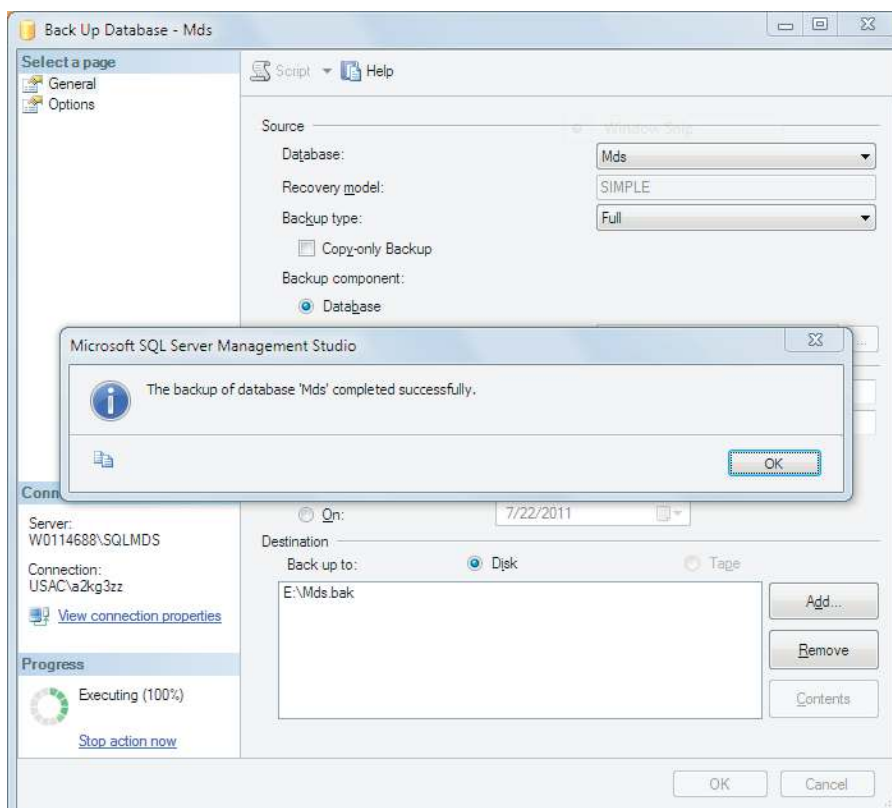 Back Up Database - Mds
Select a page
General
Options
Script
Help
Window Snip
Source
Database:
Mds
Recovery model:
SIMPLE
Backup type:
Full
Copy-only Backup
Backup component:
Database
...
Microsoft SQL Server Management Studio
The backup of database 'Mds' completed successfully.
OK
Conn
Server:
W0114688\SQLMDS
Connection:
USAC\a2kg3zz
View connection properties
On:
7/22/2011
Destination
Back up to:
Disk
Tape
E:\Mds.bak
Add...
Remove
Contents
Progress
Executing (100%)
Stop action now
OK
Cancel